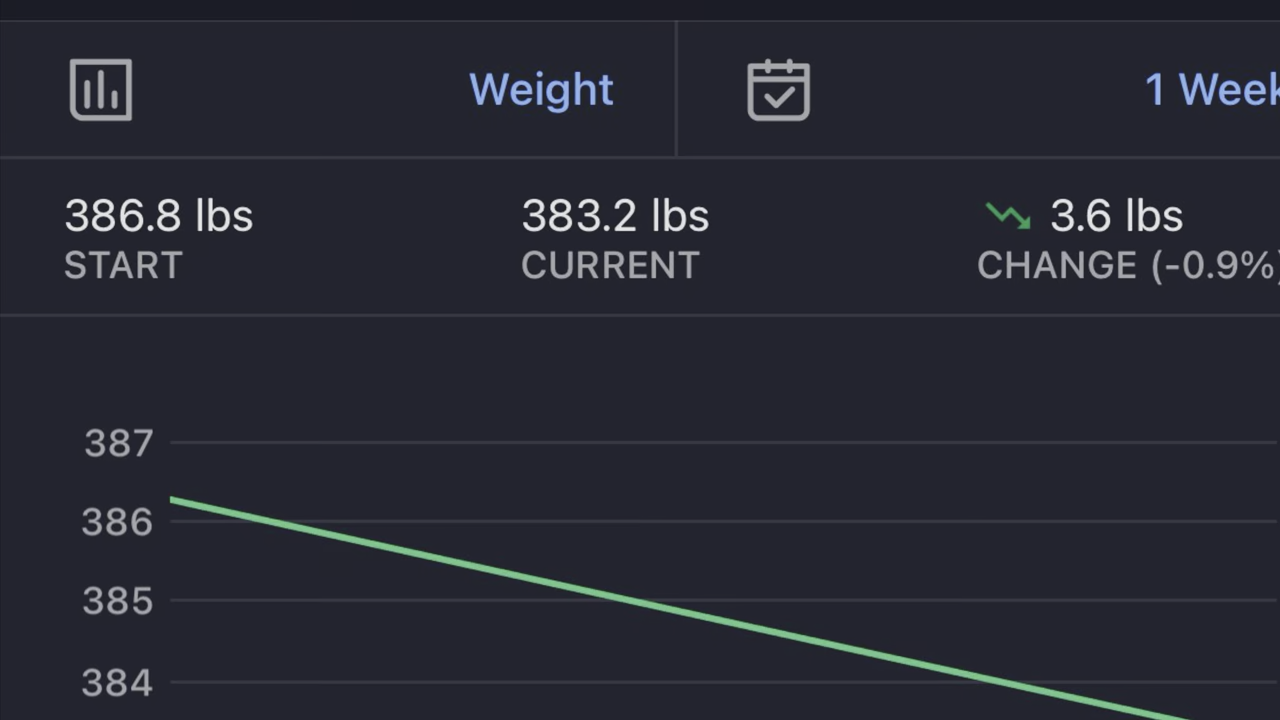 Weight 1 Week
386.8 lbs 383.2 lbs 3.6 lbs
START CURRENT CHANGE (-0.9%)
387
386
385
384